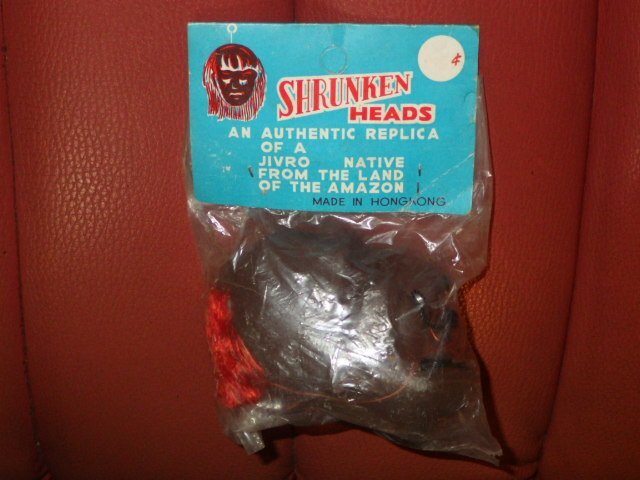 ¢
SHRUNKEN
HEADS
AN AUTHENTIC REPLICA
OF A
JIVRO NATIVE
FROM THE LAND
OF THE AMAZON
MADE IN HONGKONG